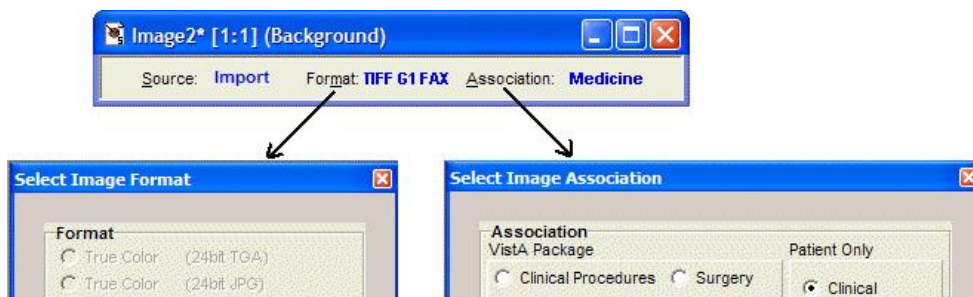 Image2* [1:1] (Background)
Source: Import Format: TIFF G1 FAX Association: Medicine
Select Image Format
Format
True Color (24bit TGA)
True Color (24bit JPG)
Select Image Association
Association
VistA Package Patient Only
Clinical Procedures Surgery Clinical